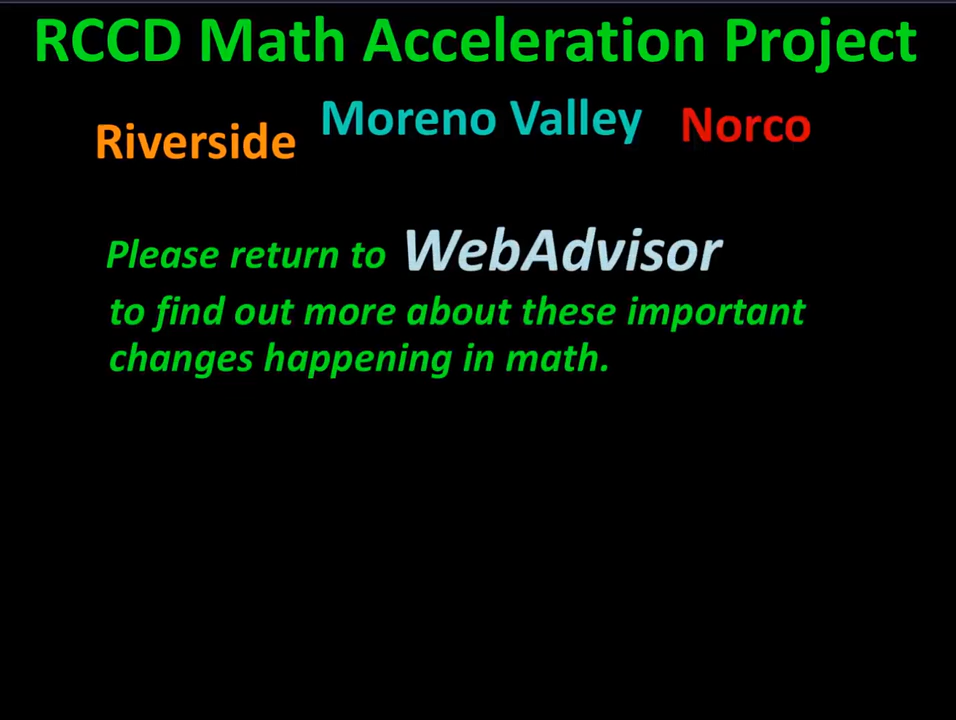 RCCD Math Acceleration Project
Riverside Moreno Valley Norco
Please return to WebAdvisor
to find out more about these important
changes happening in math.